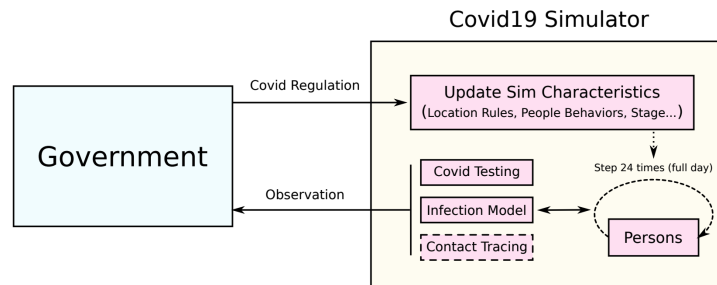 Covid19 Simulator
Covid Regulation
Update Sim Characteristics
(Location Rules, People Behaviors, Stage...)
Government
Step 24 times (full day)
Covid Testing
Observation
Infection Model
Persons
Contact Tracing